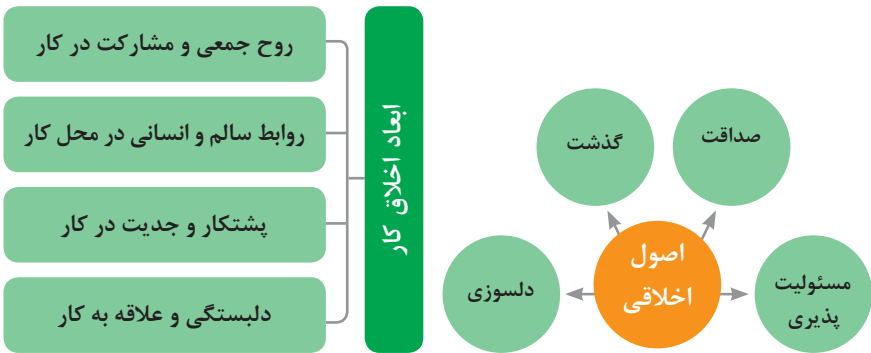 صداقت
گذشت
مسئولیت
پذیری
اصول
اخلاقی
دلسوزی
ابعاد اخلاق کار
روح جمعی و مشارکت در کار
روابط سالم و انسانی در محل کار
پشتکار و جدیت در کار
دلبستگی و علاقه به کار